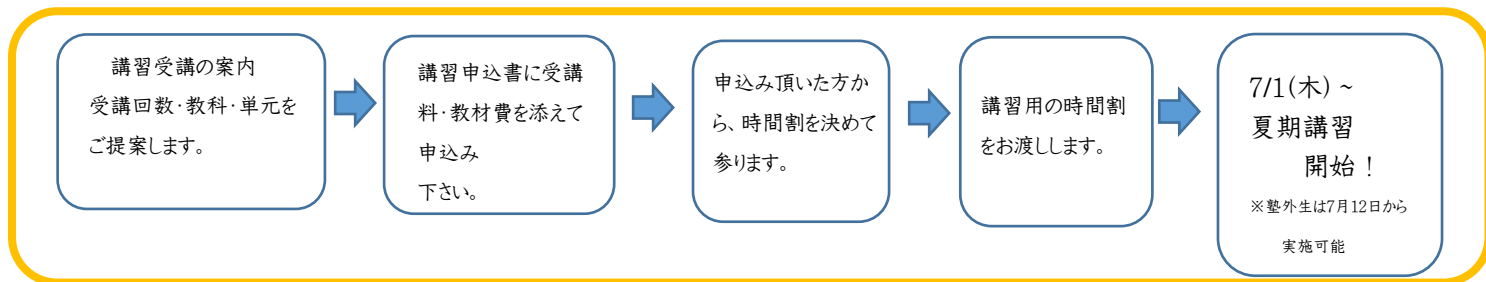 講習受講の案内
受講回数・教科・単元を
ご提案します。
講習申込書に受講
料・教材費を添えて
申込み
下さい。
申込み頂いた方か
ら、時間割を決めて
参ります。
講習用の時間割
をお渡しします。
7/1(木) ~
夏期講習
開始！
※塾外生は7月12日から
実施可能